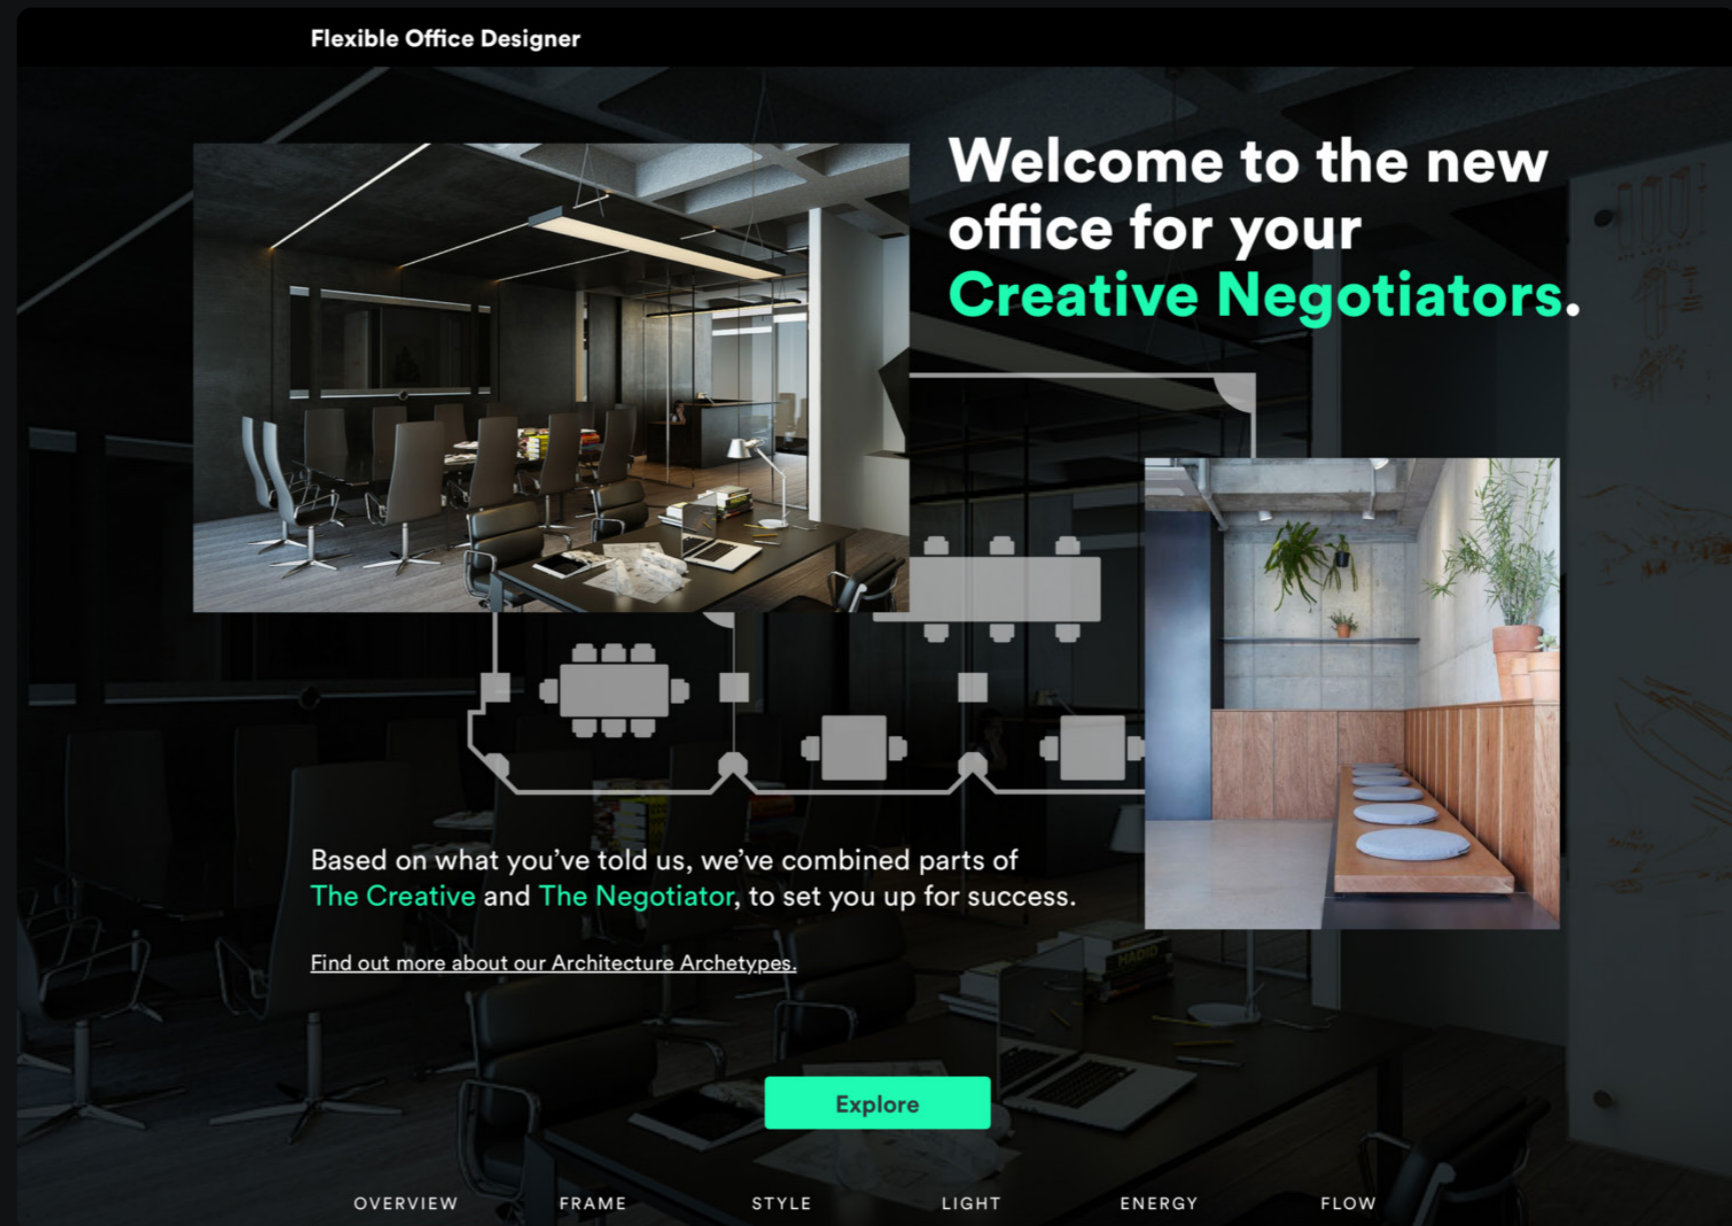 Flexible Office Designer
Welcome to the new
office for your
Creative Negotiators.
Based on what you’ve told us, we’ve combined parts of
The Creative and The Negotiator, to set you up for success.
Find out more about our Architecture Archetypes.
HADID
Explore
OVERVIEW FRAME STYLE LIGHT ENERGY FLOW